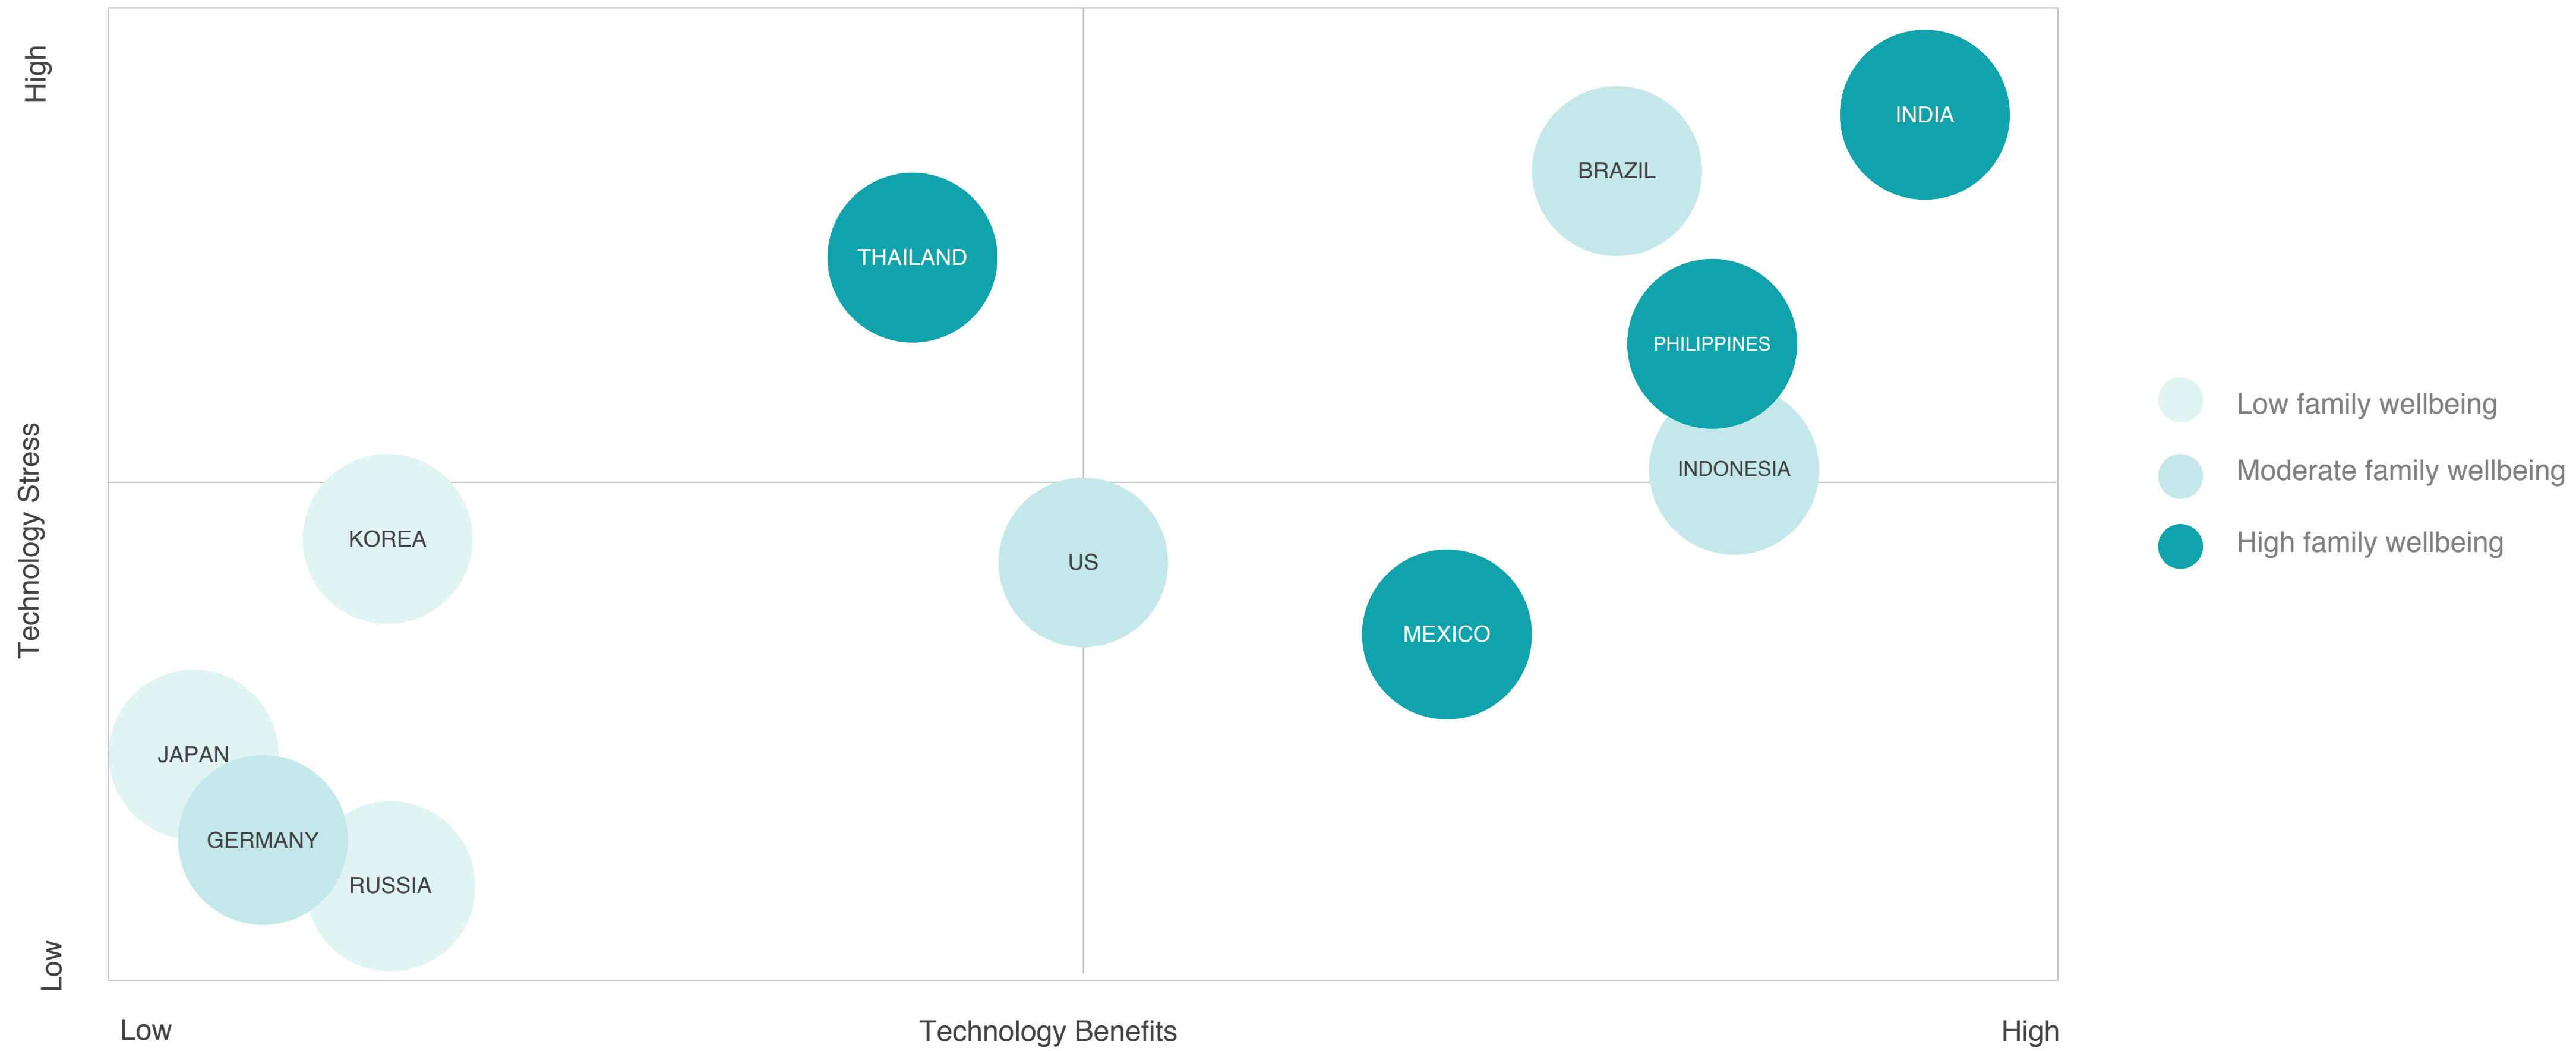 High
INDIA
BRAZIL
THAILAND
PHILIPPINES
Low family wellbeing
Technology Stress
INDONESIA
Moderate family wellbeing
KOREA
US
High family wellbeing
MEXICO
JAPAN
GERMANY
RUSSIA
Low
Low
Technology Benefits
High